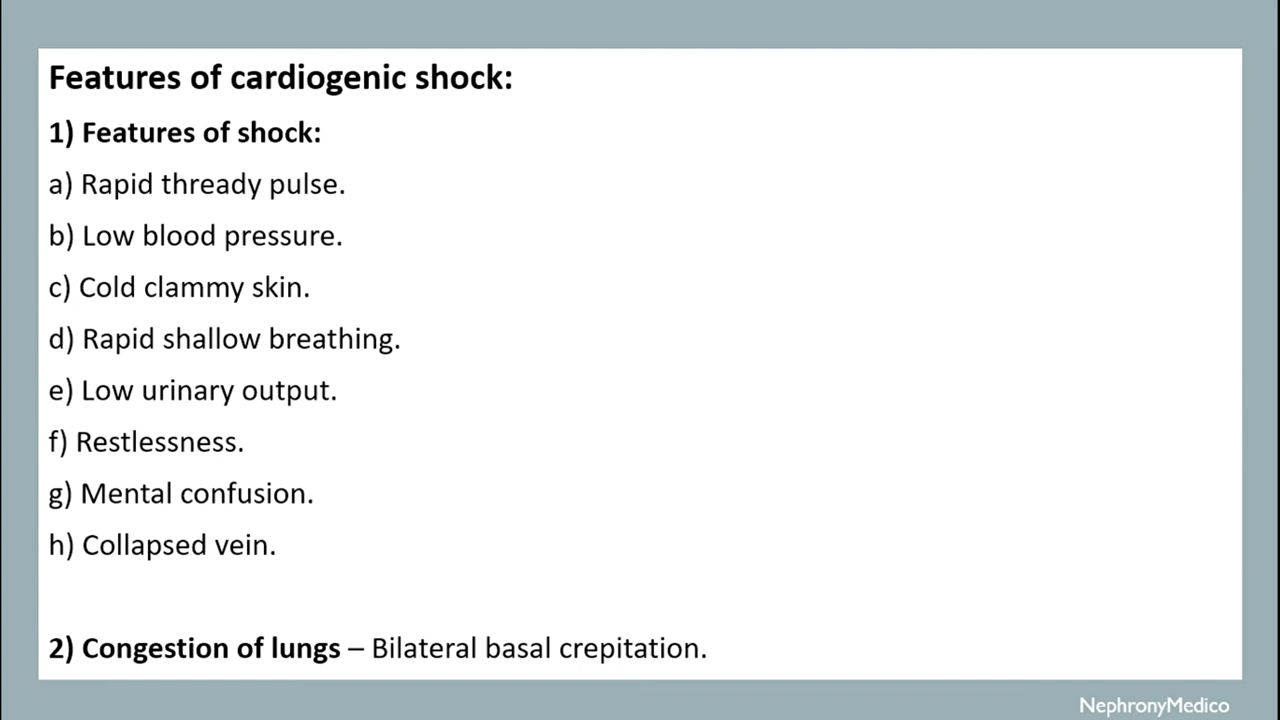 Features of cardiogenic shock:
1) Features of shock:
a) Rapid thready pulse.
b) Low blood pressure.
c) Cold clammy skin.
d) Rapid shallow breathing.
e) Low urinary output.
f) Restlessness.
g) Mental confusion.
h) Collapsed vein.
2) Congestion of lungs – Bilateral basal crepitation.
NephronyMedico